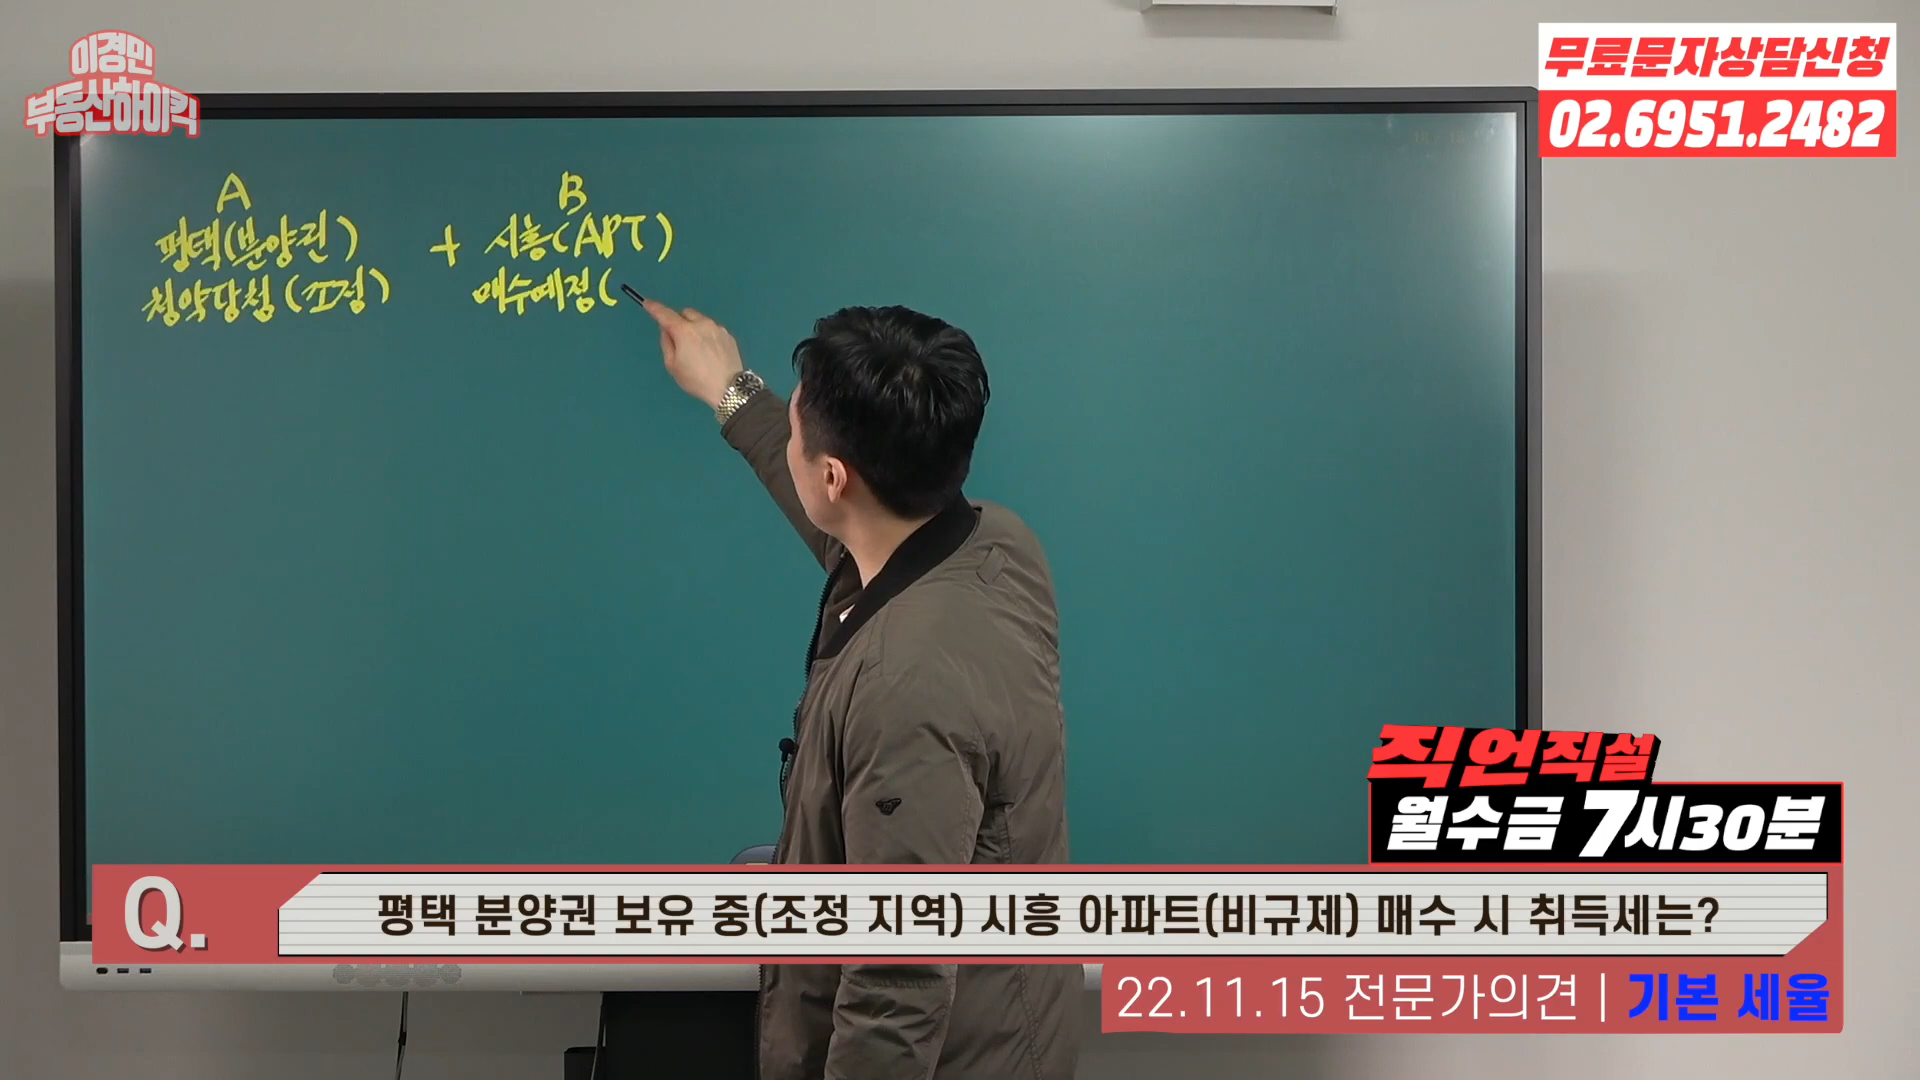 이경민
부동산하이킥
무료문자상담신청
02.6951.2482
A
평택(분양권)
청약당첨(조정)
+
B
시흥(APT)
매수예정(
직언직설
월수금 7시30분
Q.
평택 분양권 보유 중(조정 지역) 시흥 아파트(비규제) 매수 시 취득세는?
22.11.15 전문가의견 | 기본 세율